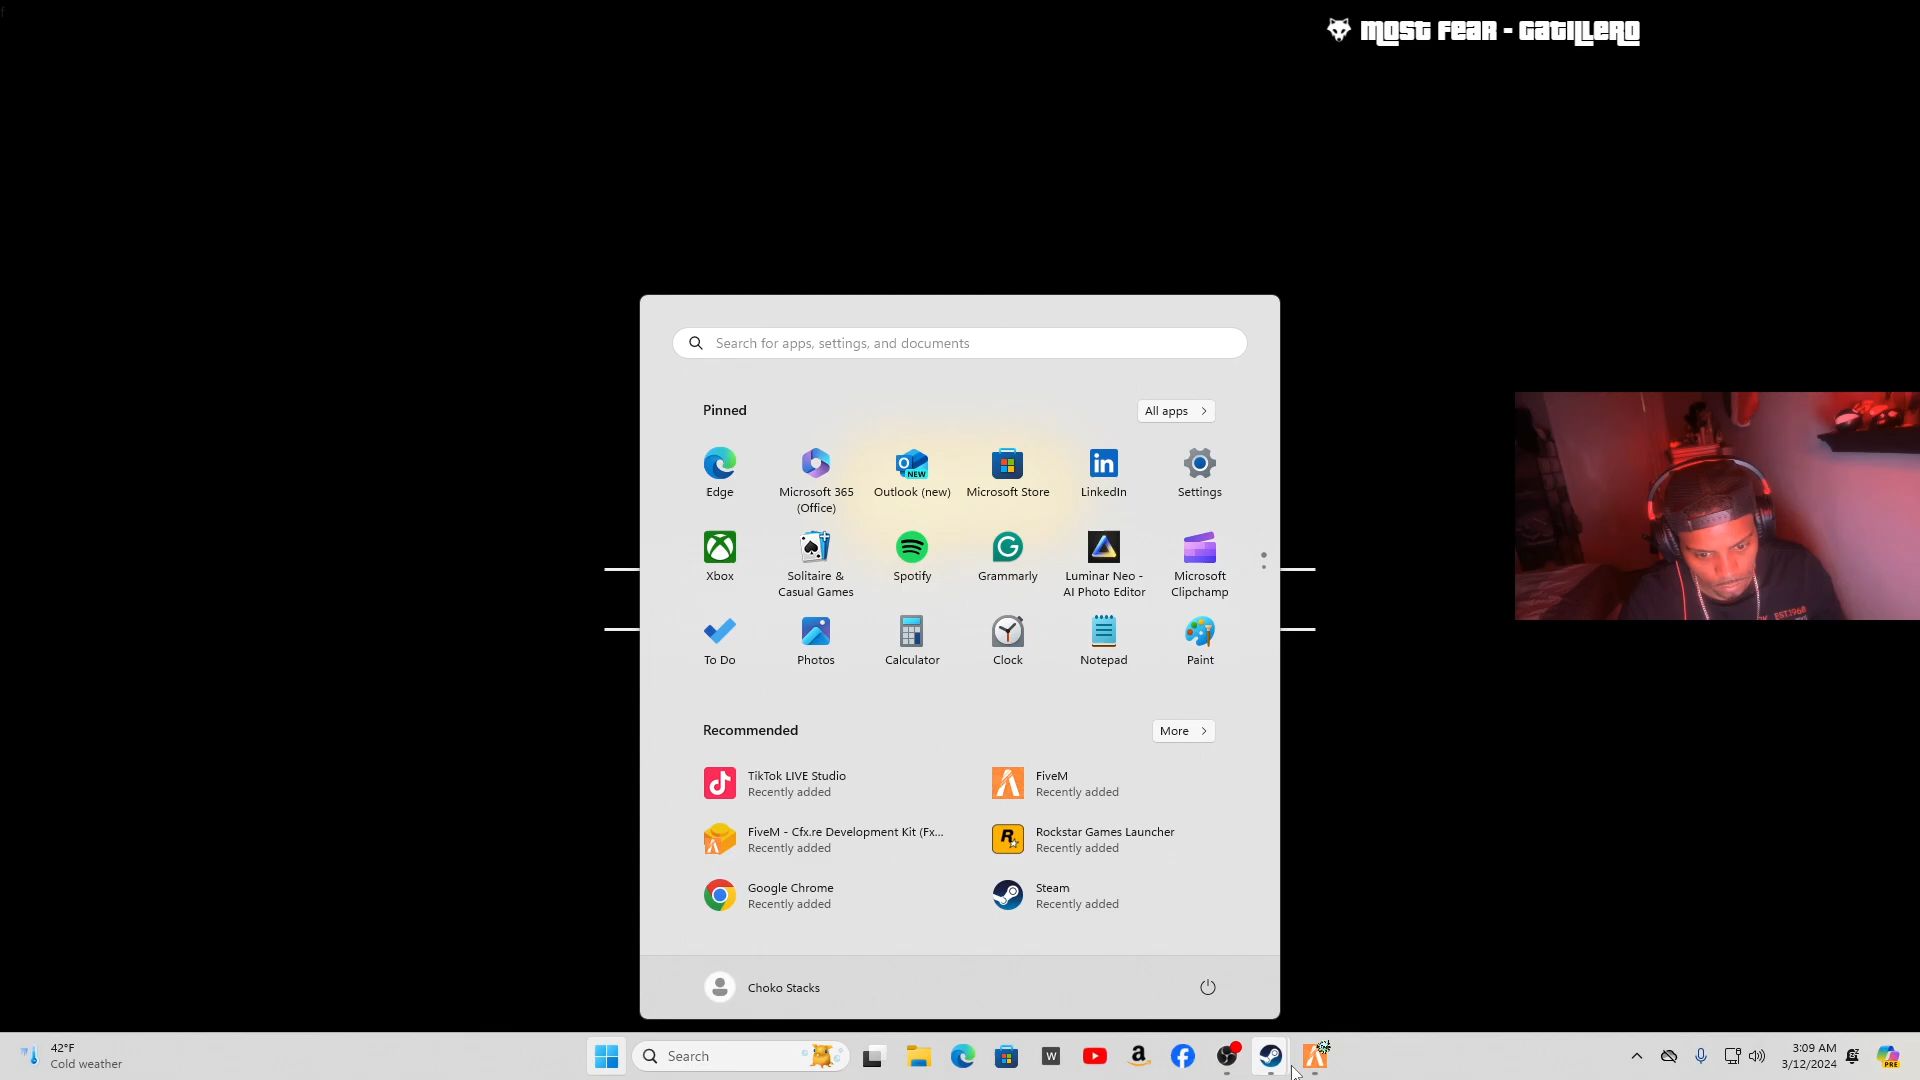 MOST FEAR - GATILLERO
Search for apps, settings, and documents
Pinned
All apps
Edge
Microsoft 365
(Office)
Outlook (new)
Microsoft Store
LinkedIn
Settings
Xbox
Solitaire &
Casual Games
Spotify
Grammarly
Luminar Neo -
AI Photo Editor
Microsoft
Clipchamp
To Do
Photos
Calculator
Clock
Notepad
Paint
Recommended
More
TikTok LIVE Studio
Recently added
FiveM
Recently added
FiveM - Cfx.re Development Kit (Fx...
Recently added
Rockstar Games Launcher
Recently added
Google Chrome
Recently added
Steam
Recently added
Choko Stacks
42°F
Cold weather
Search
3:09 AM
3/12/2024